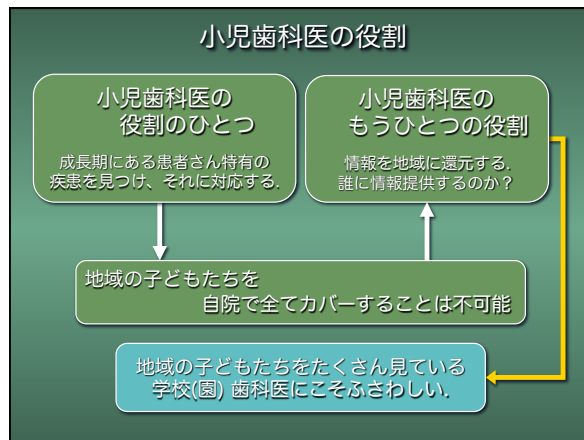 小児歯科医の役割
小児歯科医の
役割のひとつ
成長期にある患者さん特有の
疾患を見つけ、それに対応する.
小児歯科医の
もうひとつの役割
情報を地域に還元する.
誰に情報提供するのか？
地域の子どもたちを
自院で全てカバーすることは不可能
地域の子どもたちをたくさん見ている
学校(園) 歯科医にこそふさわしい.